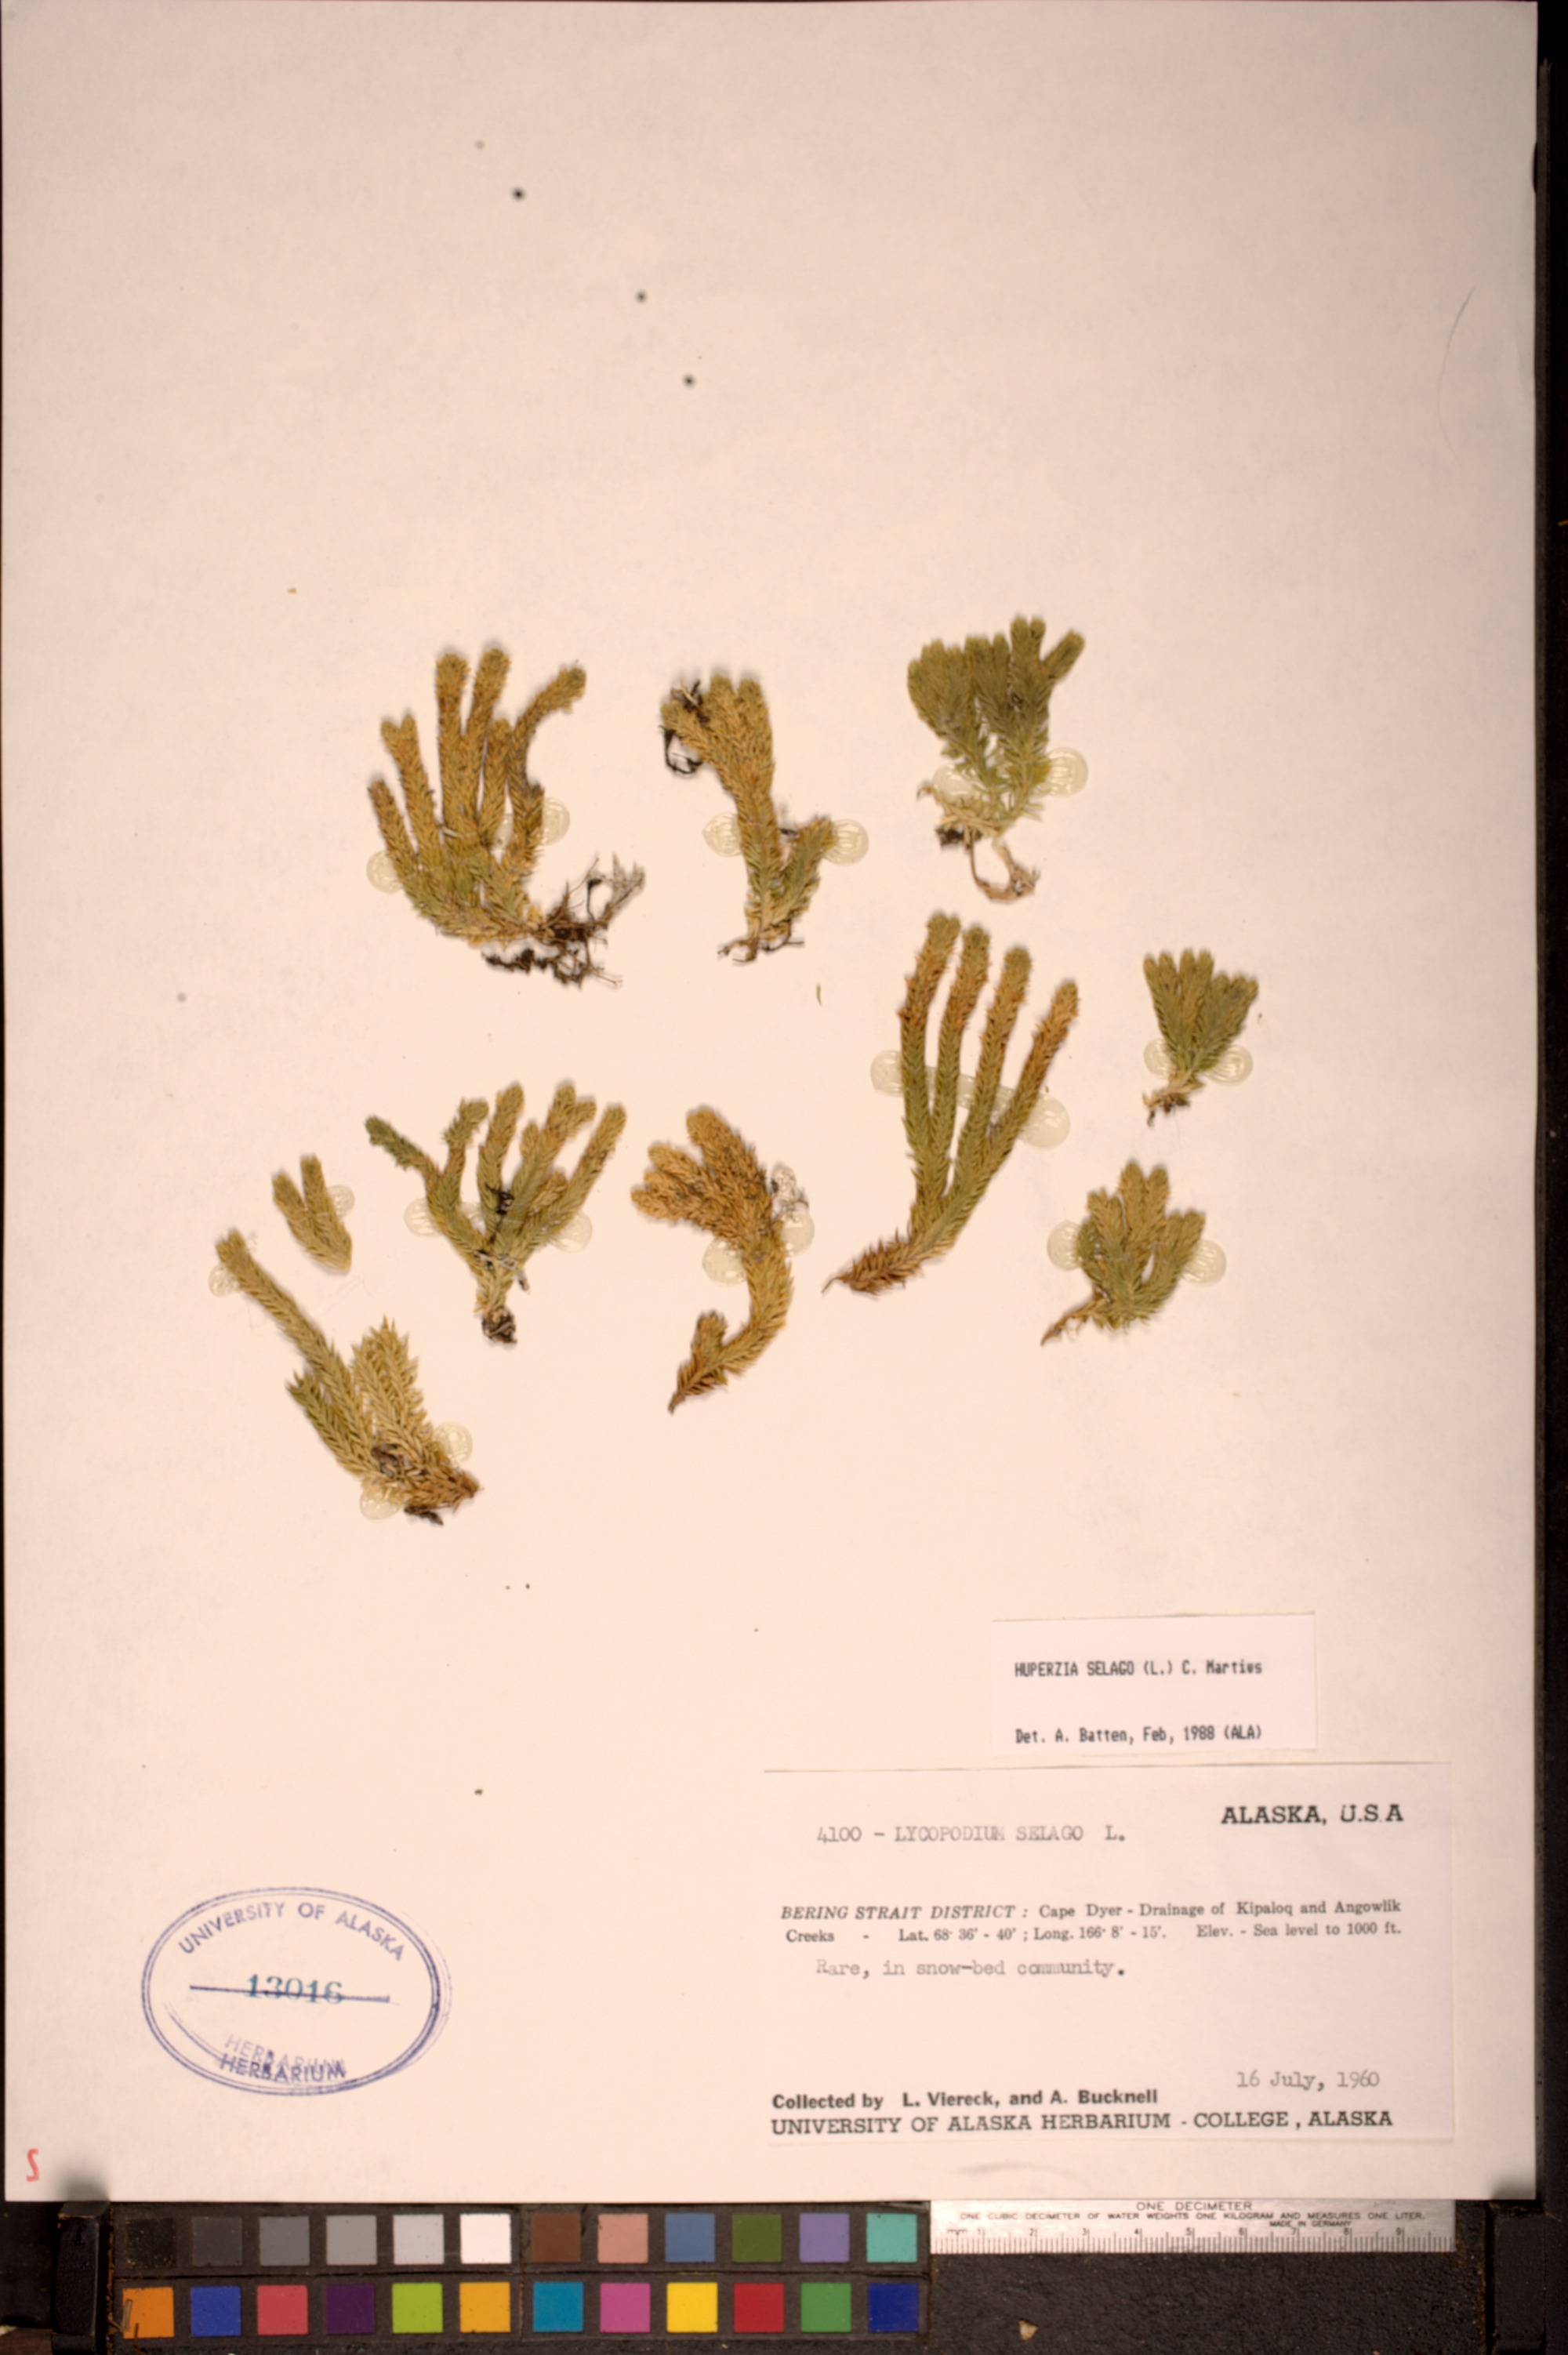 HUPERZIA SELAGO (L.) C. Martius
Det. A. Batten, Feb, 1988 (ALA)
ALASKA, U.S.A
4100 - LYCOPODIUM SELAGO L.
BERING STRAIT DISTRICT : Cape Dyer - Drainage of Kipaloq and Angowlik
Creeks - Lat. 68° 36' - 40' ; Long. 166° 8' - 15'. Elev. - Sea level to 1000 ft.
Rare, in snow-bed community.
16 July, 1960
Collected by L. Viereck, and A. Bucknell
UNIVERSITY OF ALASKA HERBARIUM - COLLEGE , ALASKA
UNIVERSITY OF ALASKA
13016
HERBARIUM
HERBARIUM
S
ONE DECIMETER
ONE CUBIC DECIMETER OF WATER WEIGHTS ONE KILOGRAM AND MEASURES ONE LITER.
MADE IN GERMANY
mm 1 2 3 4 5 6 7 8 9